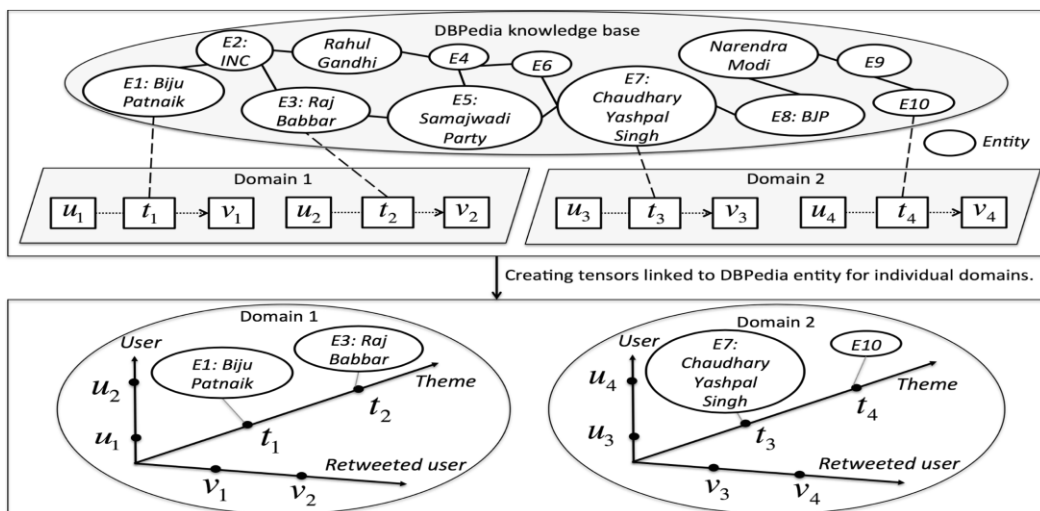 DBPedia knowledge base
E2:
INC
Rahul
Gandhi
E4
E6
Narendra
Modi
E9
E1: Biju
Patnaik
E3: Raj
Babbar
E5:
Samajwadi
Party
E7:
Chaudhary
Yashpal
Singh
E8: BJP
E10
Entity
Domain 1
u1
t1
v1
u2
t2
v2
Domain 2
u3
t3
v3
u4
t4
v4
Creating tensors linked to DBPedia entity for individual domains.
Domain 1
User
E1: Biju
Patnaik
E3: Raj
Babbar
Theme
u2
t2
u1
t1
Retweeted user
v1
v2
Domain 2
User
E7:
Chaudhary
Yashpal
Singh
E10
Theme
u4
t4
u3
t3
Retweeted user
v3
v4